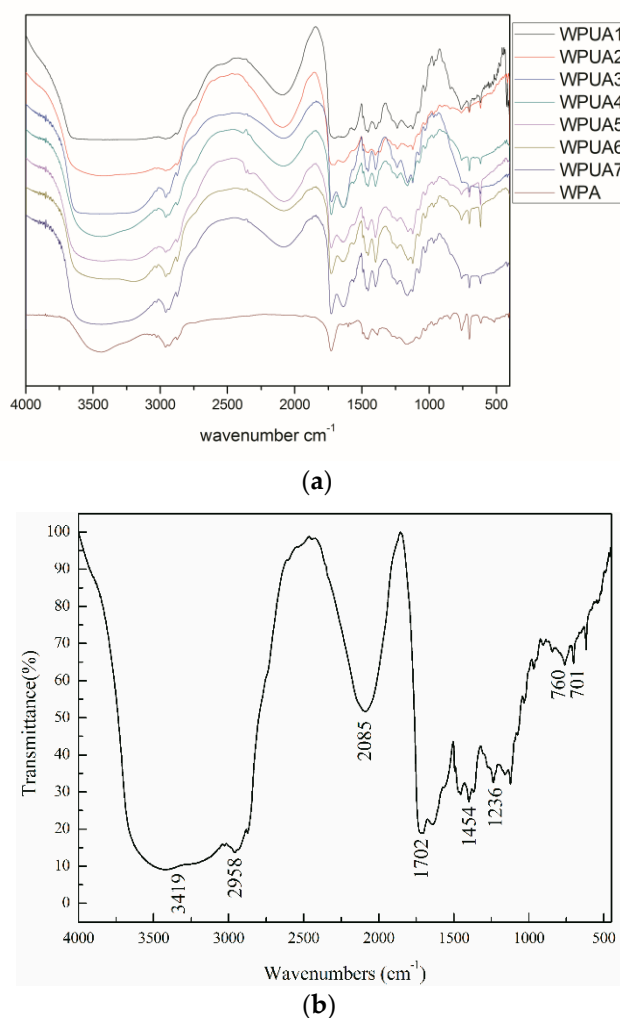 WPUA1
WPUA2
WPUA3
WPUA4
WPUA5
WPUA6
WPUA7
WPA
4000 3500 3000 2500 2000 1500 1000 500
wavenumber cm-1
(a)
100
90
80
70
60
50
40
30
20
10
0
Transmittance(%)
3419
2958
2085
1702
1454
1236
760
701
4000 3500 3000 2500 2000 1500 1000 500
Wavenumbers (cm-1)
(b)